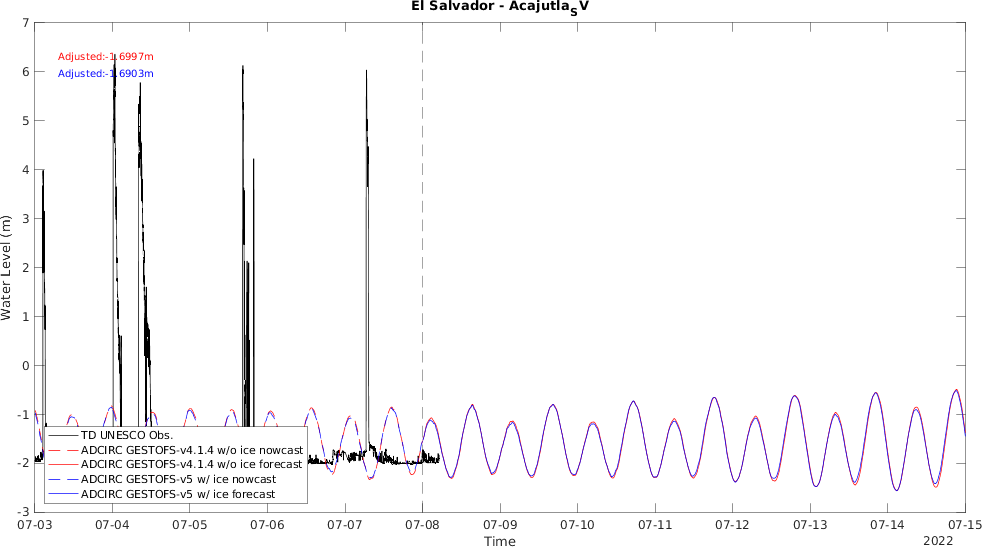 El Salvador - AcajutlaSV
Adjusted:-1.6997m
Adjusted:-1.6903m
Water Level (m)
7
6
5
4
3
2
1
0
-1
-2
-3
TD UNESCO Obs.
ADCIRC GESTOFS-v4.1.4 w/o ice nowcast
ADCIRC GESTOFS-v4.1.4 w/o ice forecast
ADCIRC GESTOFS-v5 w/ ice nowcast
ADCIRC GESTOFS-v5 w/ ice forecast
07-03 07-04 07-05 07-06 07-07 07-08 07-09 07-10 07-11 07-12 07-13 07-14 07-15
Time
2022